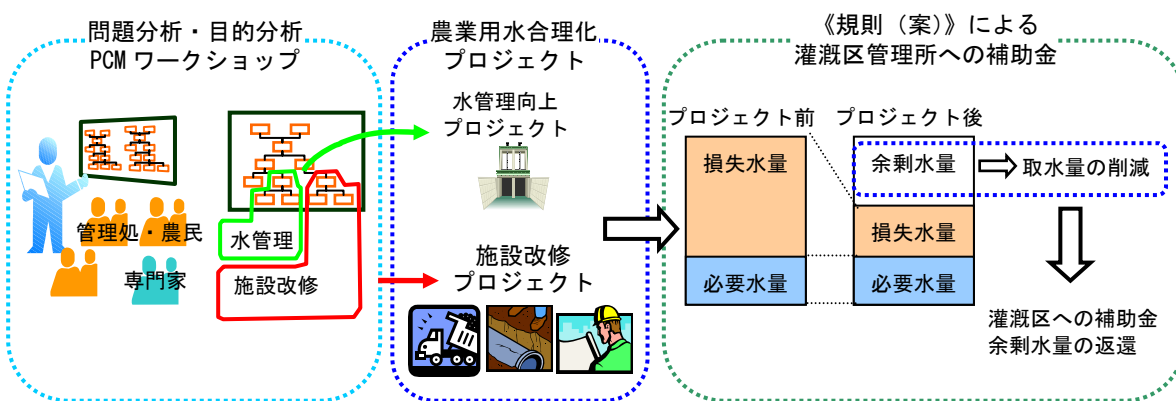 問題分析・目的分析
PCM ワークショップ
管理処・農民
専門家
水管理
施設改修
農業用水合理化
プロジェクト
水管理向上
プロジェクト
施設改修
プロジェクト
《規則（案）》による
灌漑区管理所への補助金
プロジェクト前
プロジェクト後
損失水量
余剰水量
取水量の削減
損失水量
必要水量
必要水量
灌漑区への補助金
余剰水量の返還